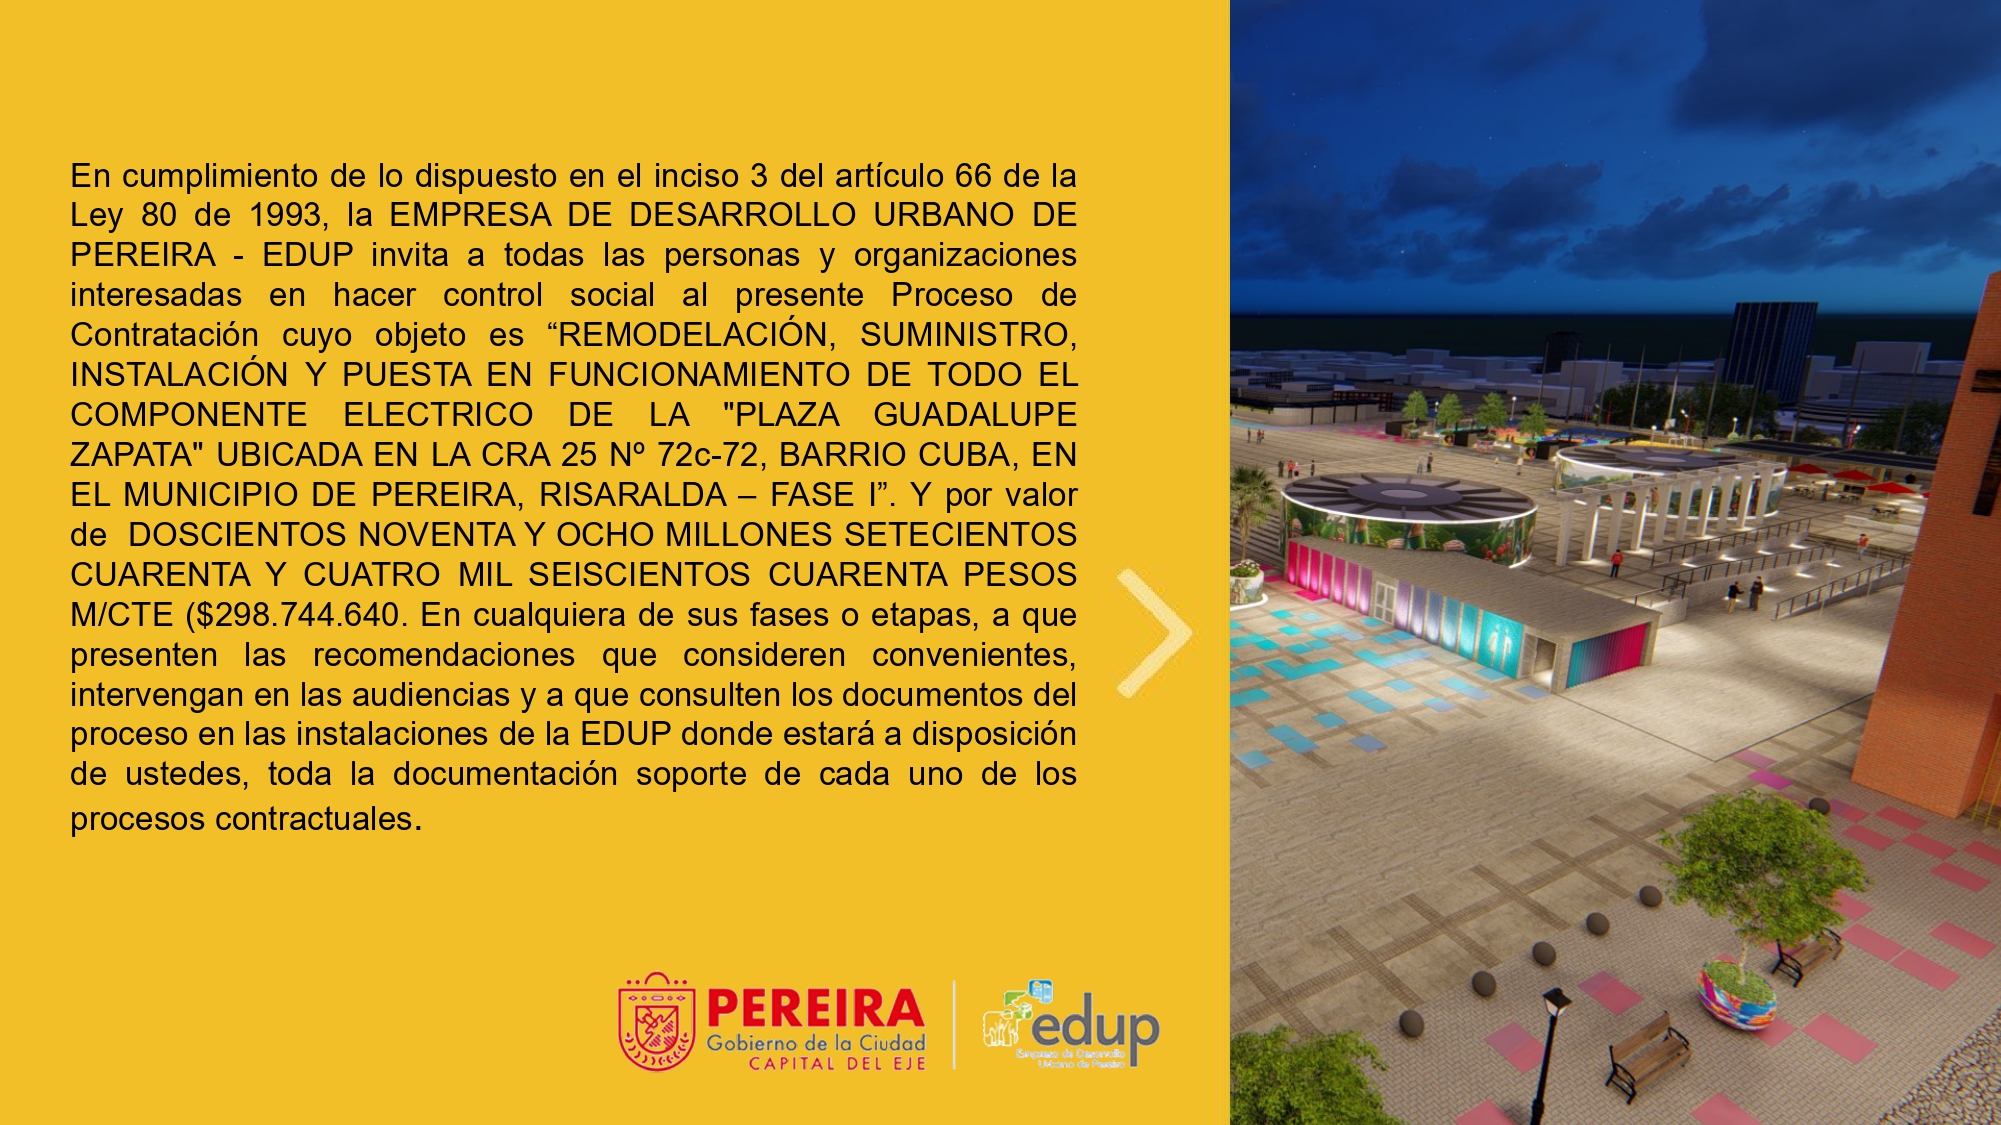 En cumplimiento de lo dispuesto en el inciso 3 del artículo 66 de la
Ley 80 de 1993, la EMPRESA DE DESARROLLO URBANO DE
PEREIRA - EDUP invita a todas las personas y organizaciones
interesadas en hacer control social al presente Proceso de
Contratación cuyo objeto es “REMODELACIÓN, SUMINISTRO,
INSTALACIÓN Y PUESTA EN FUNCIONAMIENTO DE TODO EL
COMPONENTE ELECTRICO DE LA "PLAZA GUADALUPE
ZAPATA" UBICADA EN LA CRA 25 Nº 72c-72, BARRIO CUBA, EN
EL MUNICIPIO DE PEREIRA, RISARALDA – FASE I”. Y por valor
de DOSCIENTOS NOVENTA Y OCHO MILLONES SETECIENTOS
CUARENTA Y CUATRO MIL SEISCIENTOS CUARENTA PESOS
M/CTE ($298.744.640. En cualquiera de sus fases o etapas, a que
presenten las recomendaciones que consideren convenientes,
intervengan en las audiencias y a que consulten los documentos del
proceso en las instalaciones de la EDUP donde estará a disposición
de ustedes, toda la documentación soporte de cada uno de los
procesos contractuales.
PEREIRA
Gobierno de la Ciudad
CAPITAL DEL EJE
edup
Empresa de Desarrollo
Urbano de Pereira